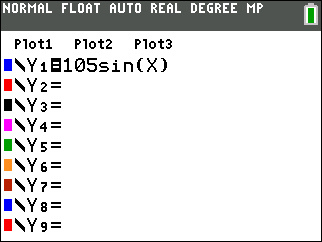 NORMAL FLOAT AUTO REAL DEGREE MP
Plot1 Plot2 Plot3
\Y₁=105sin(X)
\Y₂=
\Y₃=
\Y₄=
\Y₅=
\Y₆=
\Y₇=
\Y₈=
\Y₉=